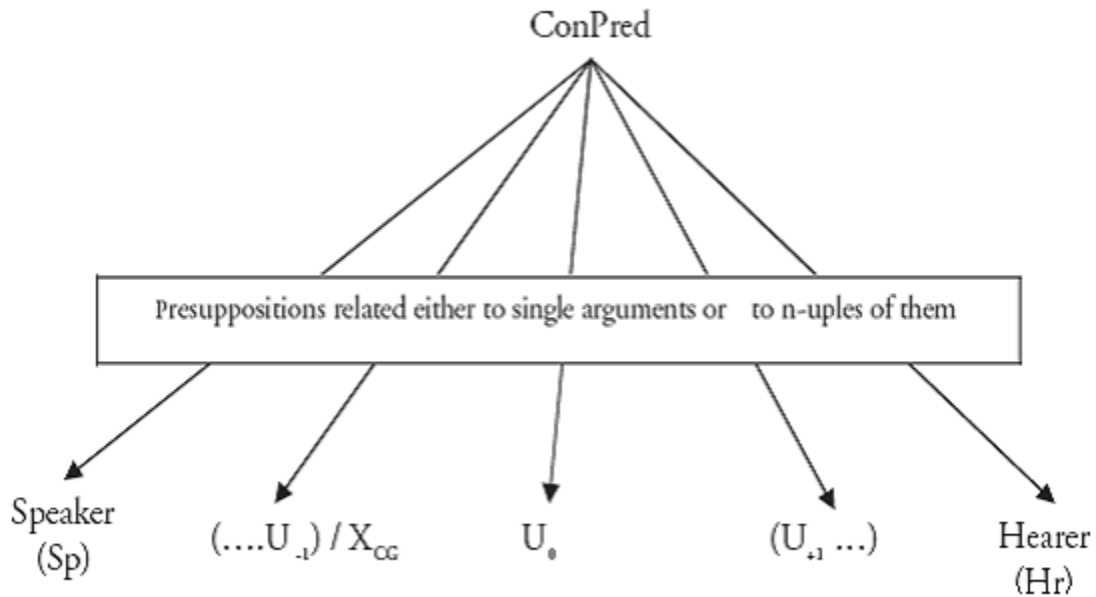 ConPred
Presuppositions related either to single arguments or to n-uples of them
Speaker
(Sp)
(....U₋₁) / X_CG
U₀
(U₊₁ ...)
Hearer
(Hr)